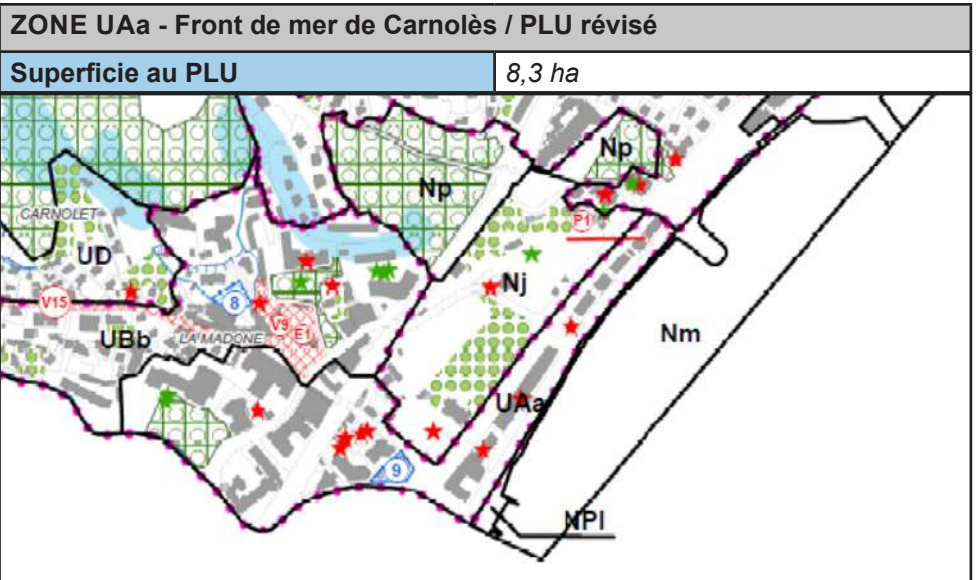 ZONE UAa - Front de mer de Carnolès / PLU révisé
Superficie au PLU 8,3 ha
Np
Np
CARNOLET
P1
UD
Nj
V15
8
V9
E1
Nm
UBb
LA MADONE
UAa
9
NPl